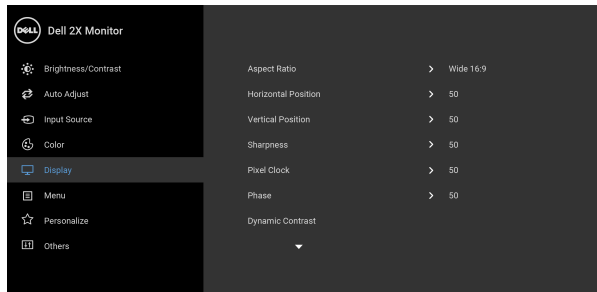 DELL Dell 2X Monitor
Brightness/Contrast
Auto Adjust
Input Source
Color
Display
Menu
Personalize
Others
Aspect Ratio Wide 16:9
Horizontal Position 50
Vertical Position 50
Sharpness 50
Pixel Clock 50
Phase 50
Dynamic Contrast